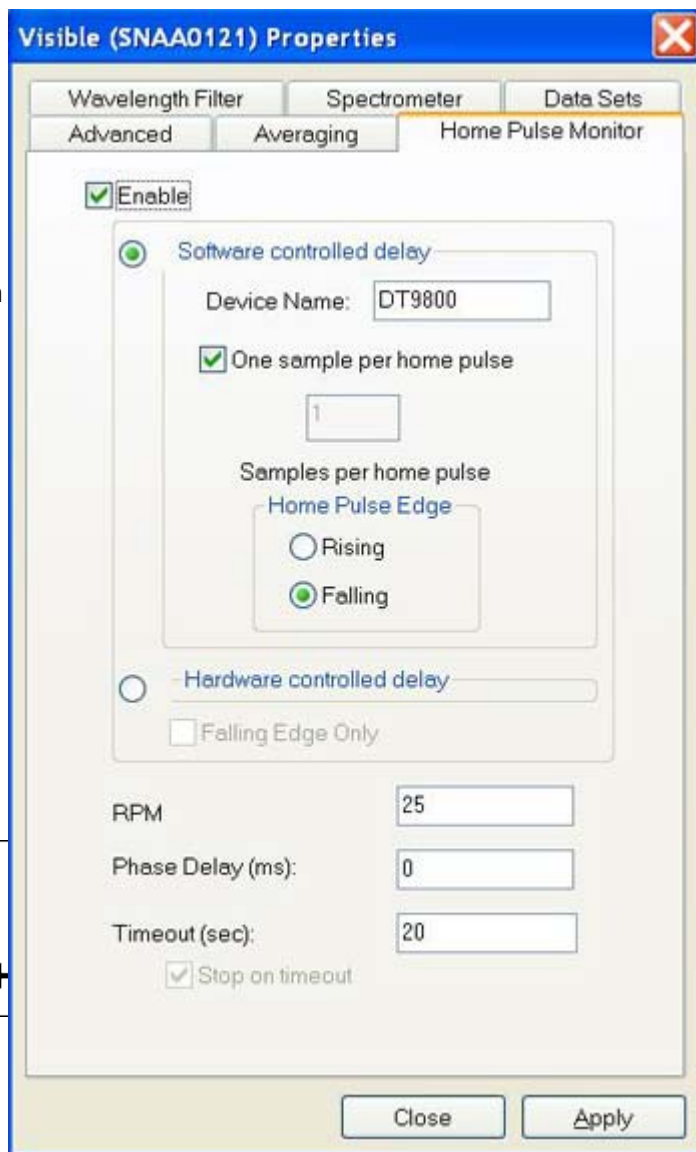 Visible (SNAA0121) Properties
Wavelength Filter Spectrometer Data Sets
Advanced Averaging Home Pulse Monitor
Enable
Software controlled delay
Device Name: DT9800
One sample per home pulse
1
Samples per home pulse
Home Pulse Edge
Rising
Falling
Hardware controlled delay
Falling Edge Only
RPM 25
Phase Delay (ms): 0
Timeout (sec): 20
Stop on timeout
Close Apply